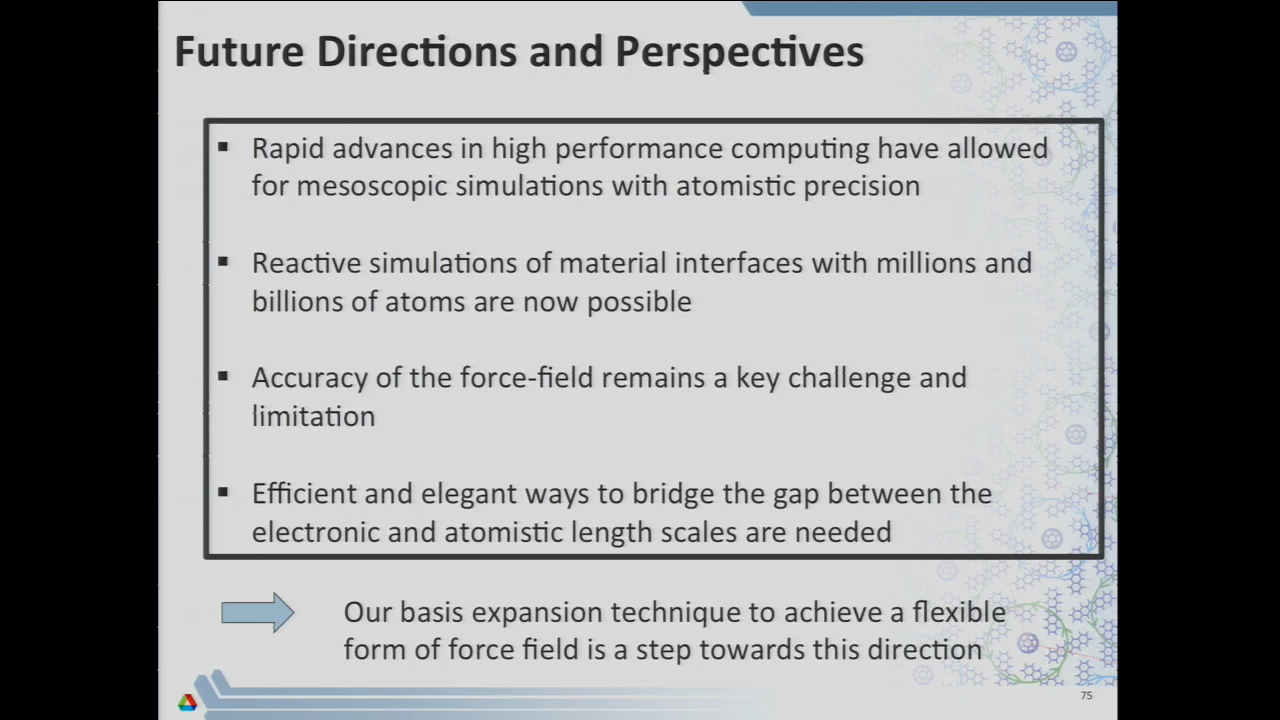 Future Directions and Perspectives
▪ Rapid advances in high performance computing have allowed
for mesoscopic simulations with atomistic precision
▪ Reactive simulations of material interfaces with millions and
billions of atoms are now possible
▪ Accuracy of the force-field remains a key challenge and
limitation
▪ Efficient and elegant ways to bridge the gap between the
electronic and atomistic length scales are needed
Our basis expansion technique to achieve a flexible
form of force field is a step towards this direction
75